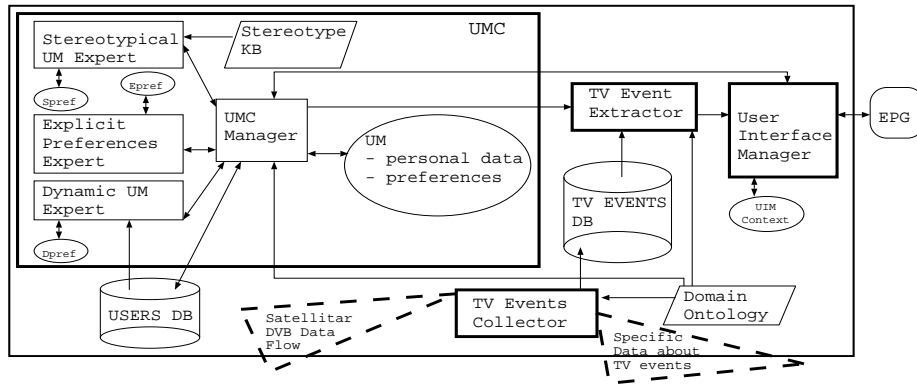 UMC
Stereotypical
UM Expert
Stereotype
KB
Spref
Epref
Explicit
Preferences
Expert
UMC
Manager
UM
- personal data
- preferences
Dynamic UM
Expert
Dpref
USERS DB
TV Event
Extractor
User
Interface
Manager
EPG
UIM
Context
TV EVENTS
DB
Satellitar
DVB Data
Flow
TV Events
Collector
Domain
Ontology
Specific
Data about
TV events